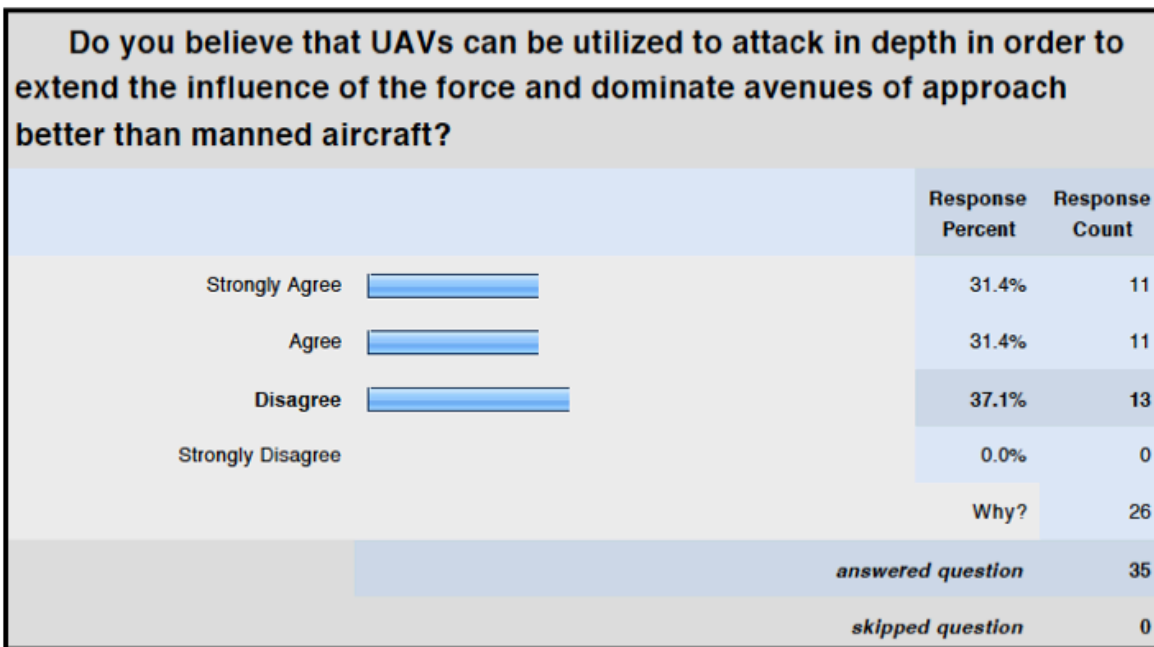 Do you believe that UAVs can be utilized to attack in depth in order to
extend the influence of the force and dominate avenues of approach
better than manned aircraft?
Response Percent Response Count
Strongly Agree 31.4% 11
Agree 31.4% 11
Disagree 37.1% 13
Strongly Disagree 0.0% 0
Why? 26
answered question 35
skipped question 0